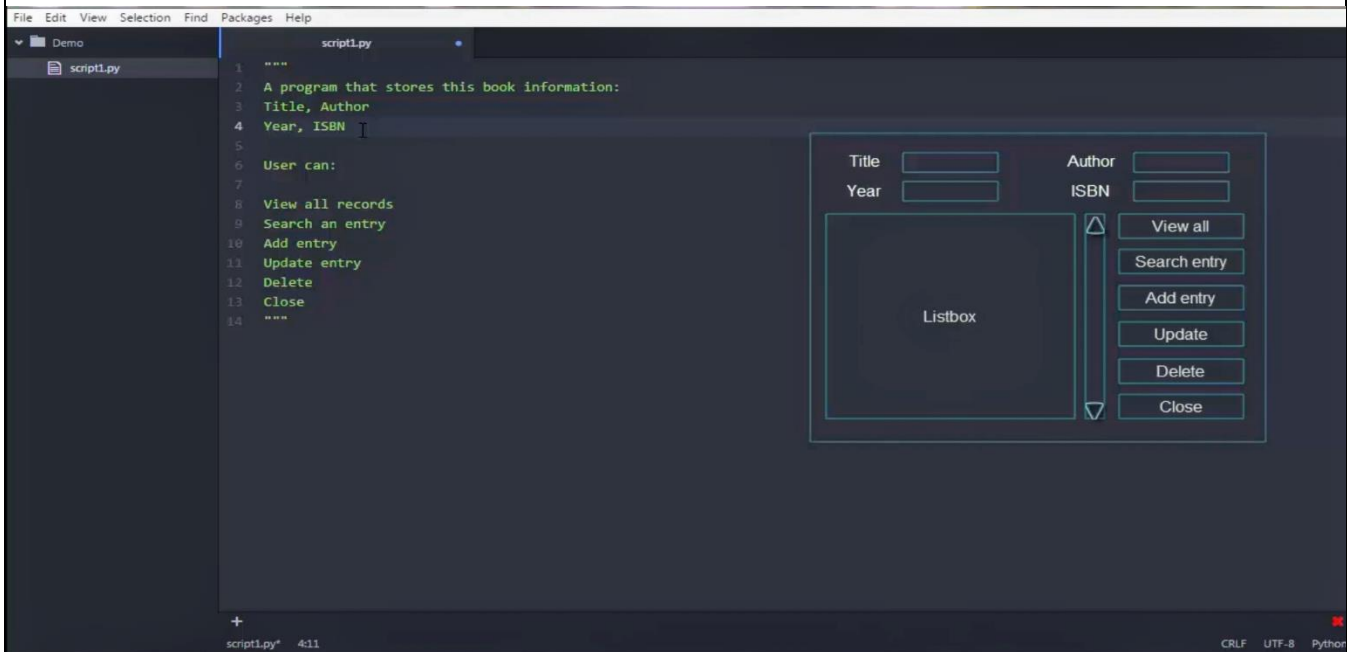 File Edit View Selection Find Packages Help
Demo
script1.py
script1.py
1 """
2 A program that stores this book information:
3 Title, Author
4 Year, ISBN
5
6 User can:
7
8 View all records
9 Search an entry
10 Add entry
11 Update entry
12 Delete
13 Close
14 """
Title Author
Year ISBN
Listbox
View all
Search entry
Add entry
Update
Delete
Close
+
script1.py* 4:11 CRLF UTF-8 Python